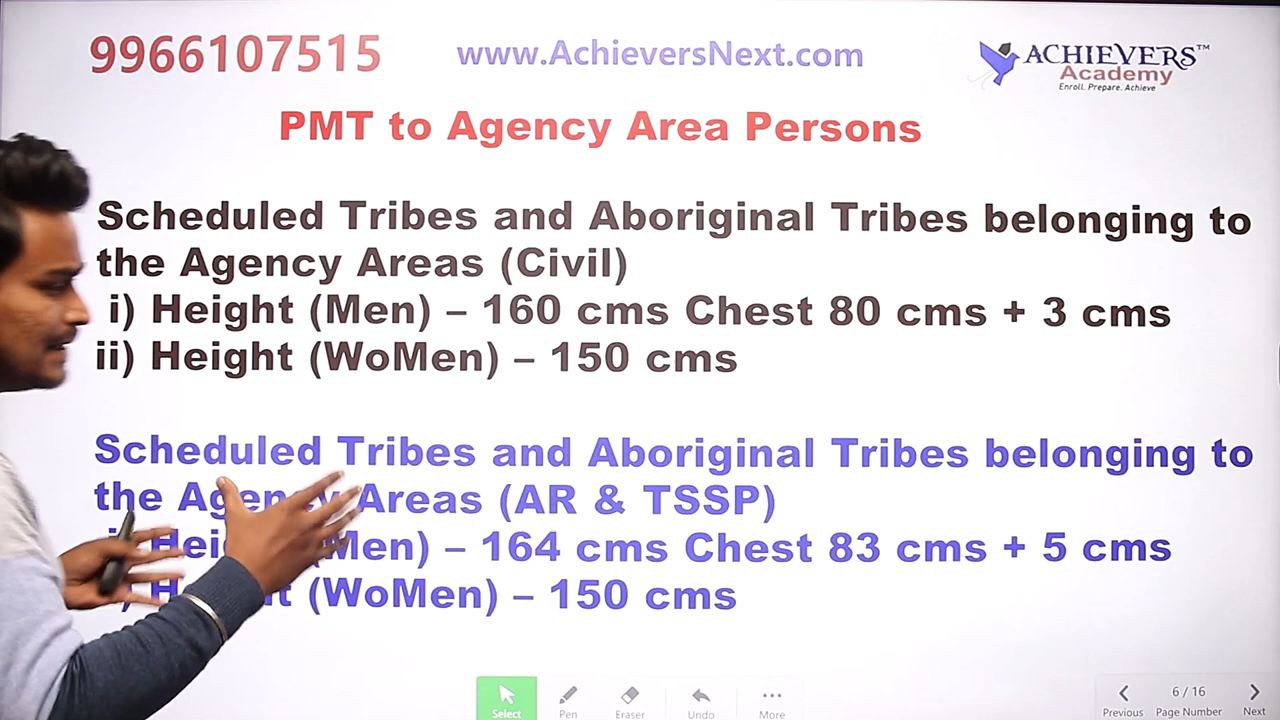 9966107515 www.AchieversNext.com ACHIEVERS™
Academy
Enroll. Prepare. Achieve
PMT to Agency Area Persons
Scheduled Tribes and Aboriginal Tribes belonging to
the Agency Areas (Civil)
i) Height (Men) – 160 cms Chest 80 cms + 3 cms
ii) Height (WoMen) – 150 cms
Scheduled Tribes and Aboriginal Tribes belonging to
the Agency Areas (AR & TSSP)
(Men) – 164 cms Chest 83 cms + 5 cms
(WoMen) – 150 cms
Select Pen Eraser Undo More
6 / 16
Previous Page Number Next